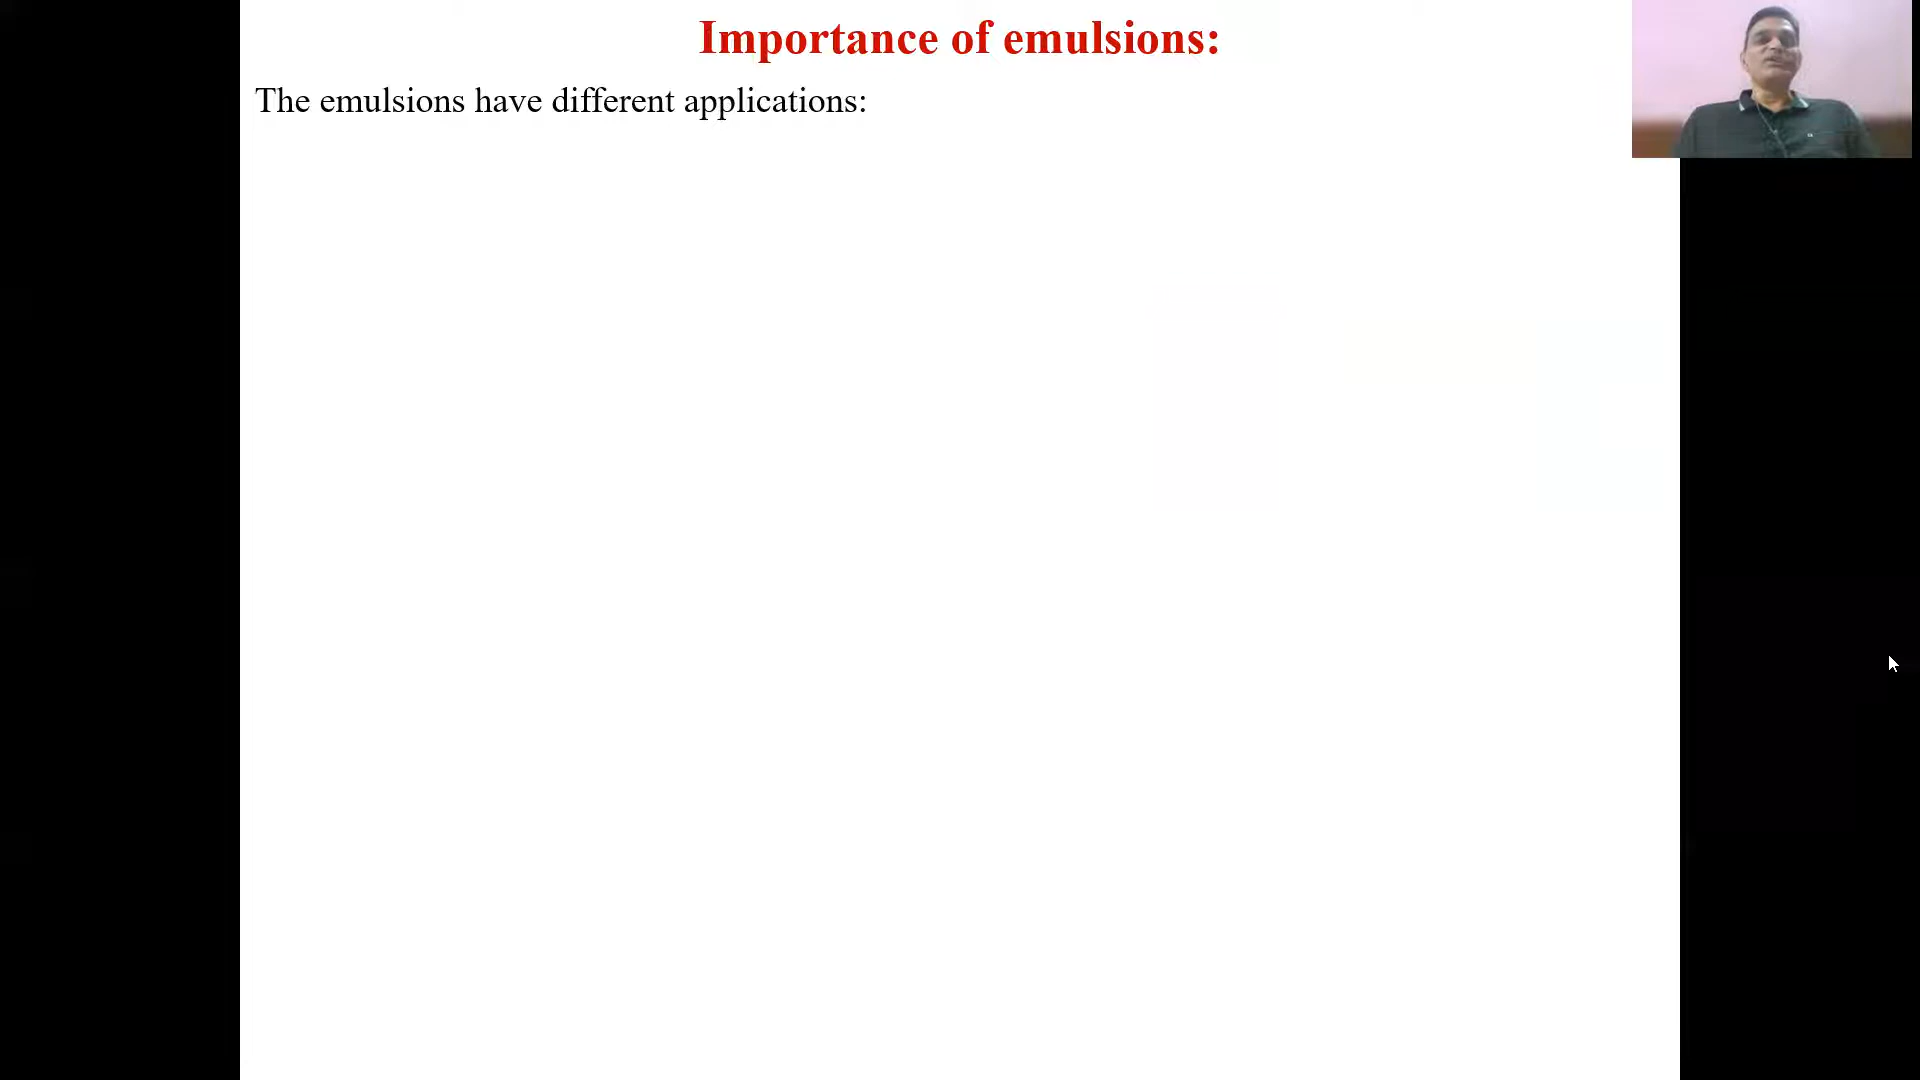 Importance of emulsions:
The emulsions have different applications: